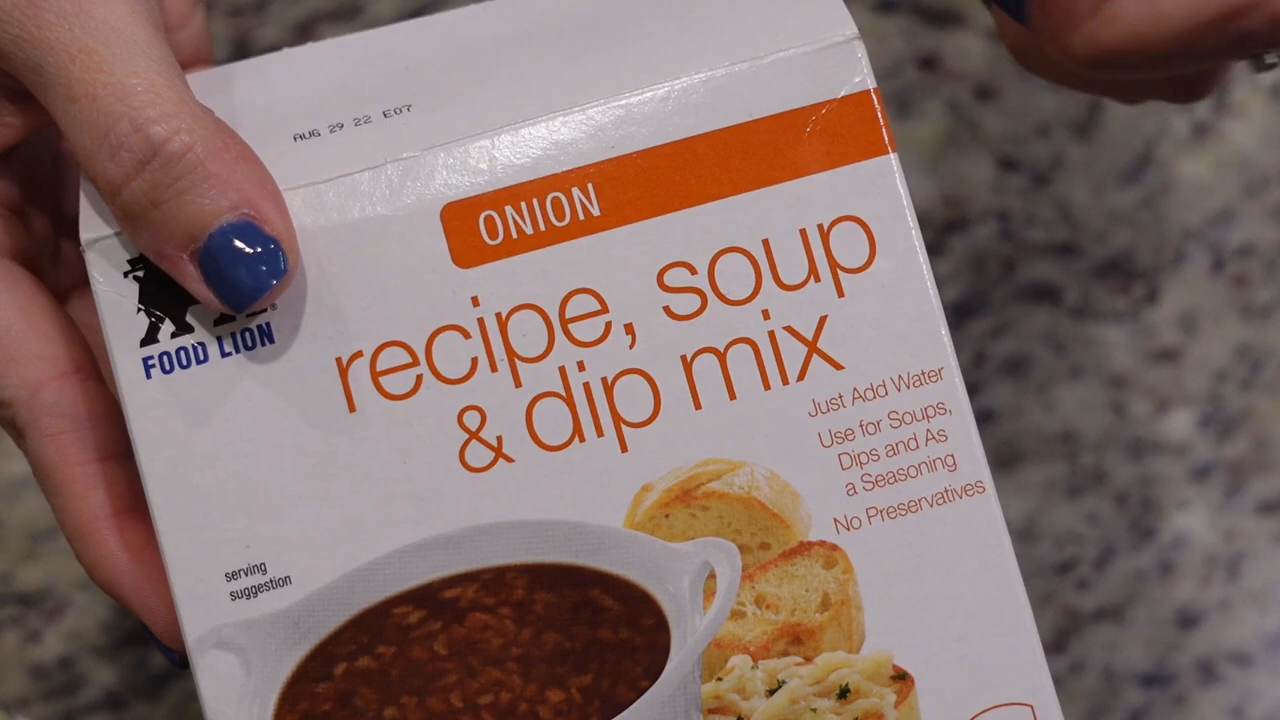 AUG 29 22 E07
ONION
recipe, soup
& dip mix
FOOD LION
Just Add Water
Use for Soups,
Dips and As
a Seasoning
No Preservatives
serving
suggestion